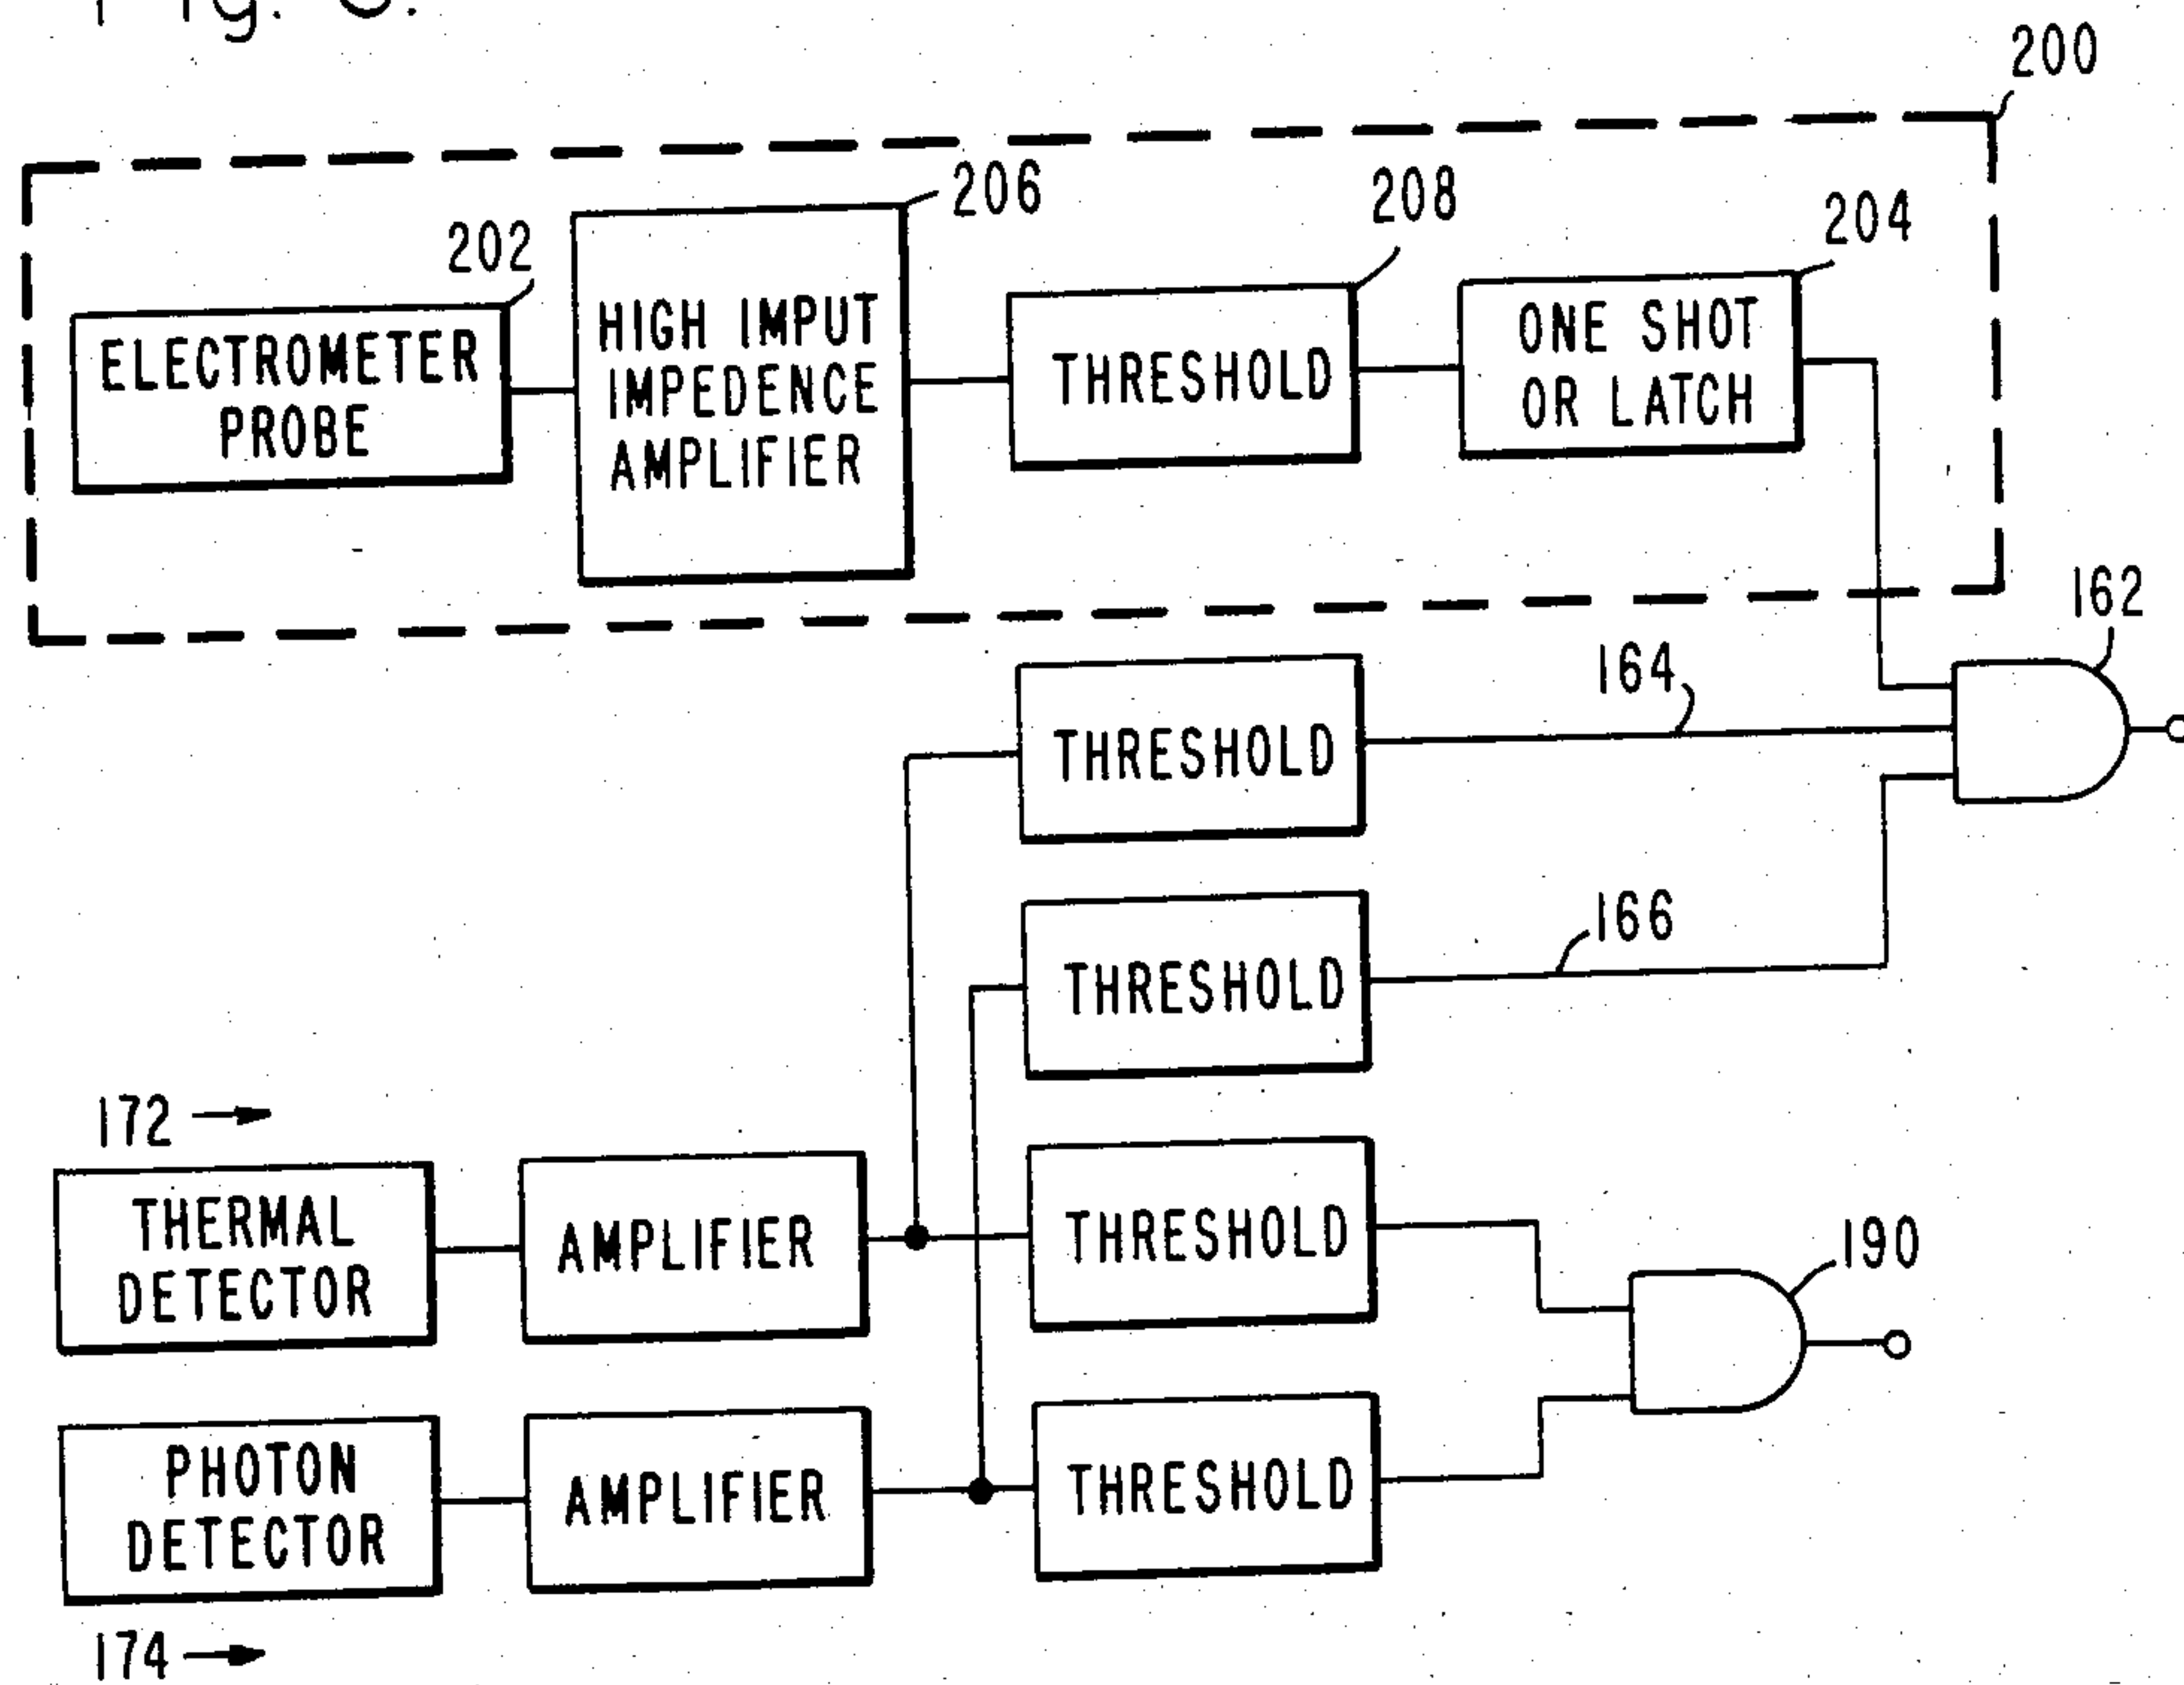 200
206
208
204
202
ELECTROMETER
PROBE
HIGH IMPUT
IMPEDENCE
AMPLIFIER
THRESHOLD
ONE SHOT
OR LATCH
162
164
THRESHOLD
166
THRESHOLD
172
THERMAL
DETECTOR
AMPLIFIER
THRESHOLD
190
PHOTON
DETECTOR
AMPLIFIER
THRESHOLD
174